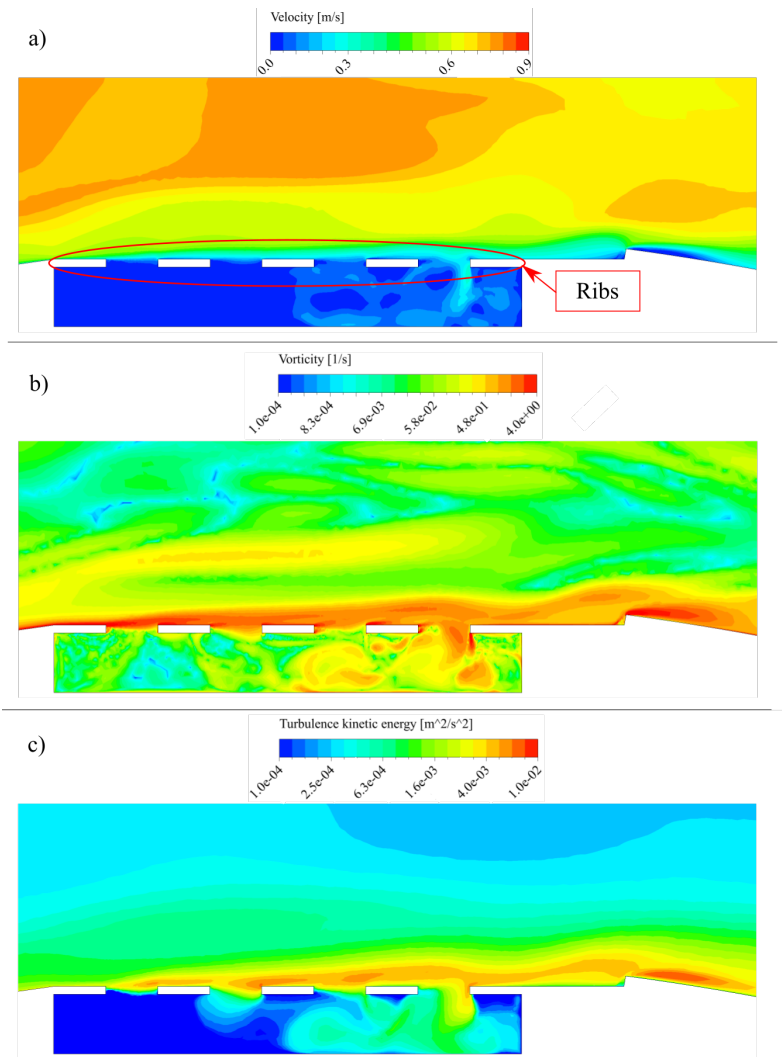 Velocity [m/s]
a)
0.0 0.3 0.6 0.9
Ribs
Vorticity [1/s]
b)
1.0e-04 8.3e-04 6.9e-03 5.8e-02 4.8e-01 4.0e+00
Turbulence kinetic energy [m^2/s^2]
c)
1.0e-04 2.5e-04 6.3e-04 1.6e-03 4.0e-03 1.0e-02